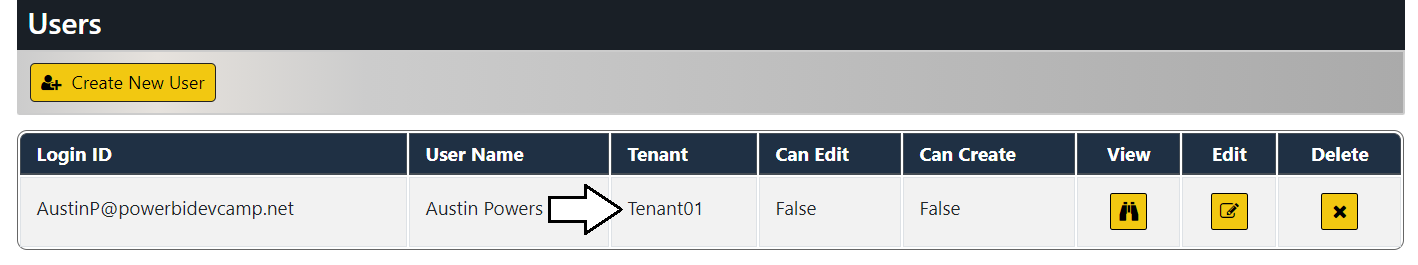 Users
Create New User
Login ID User Name Tenant Can Edit Can Create View Edit Delete
AustinP@powerbidevcamp.net Austin Powers Tenant01 False False